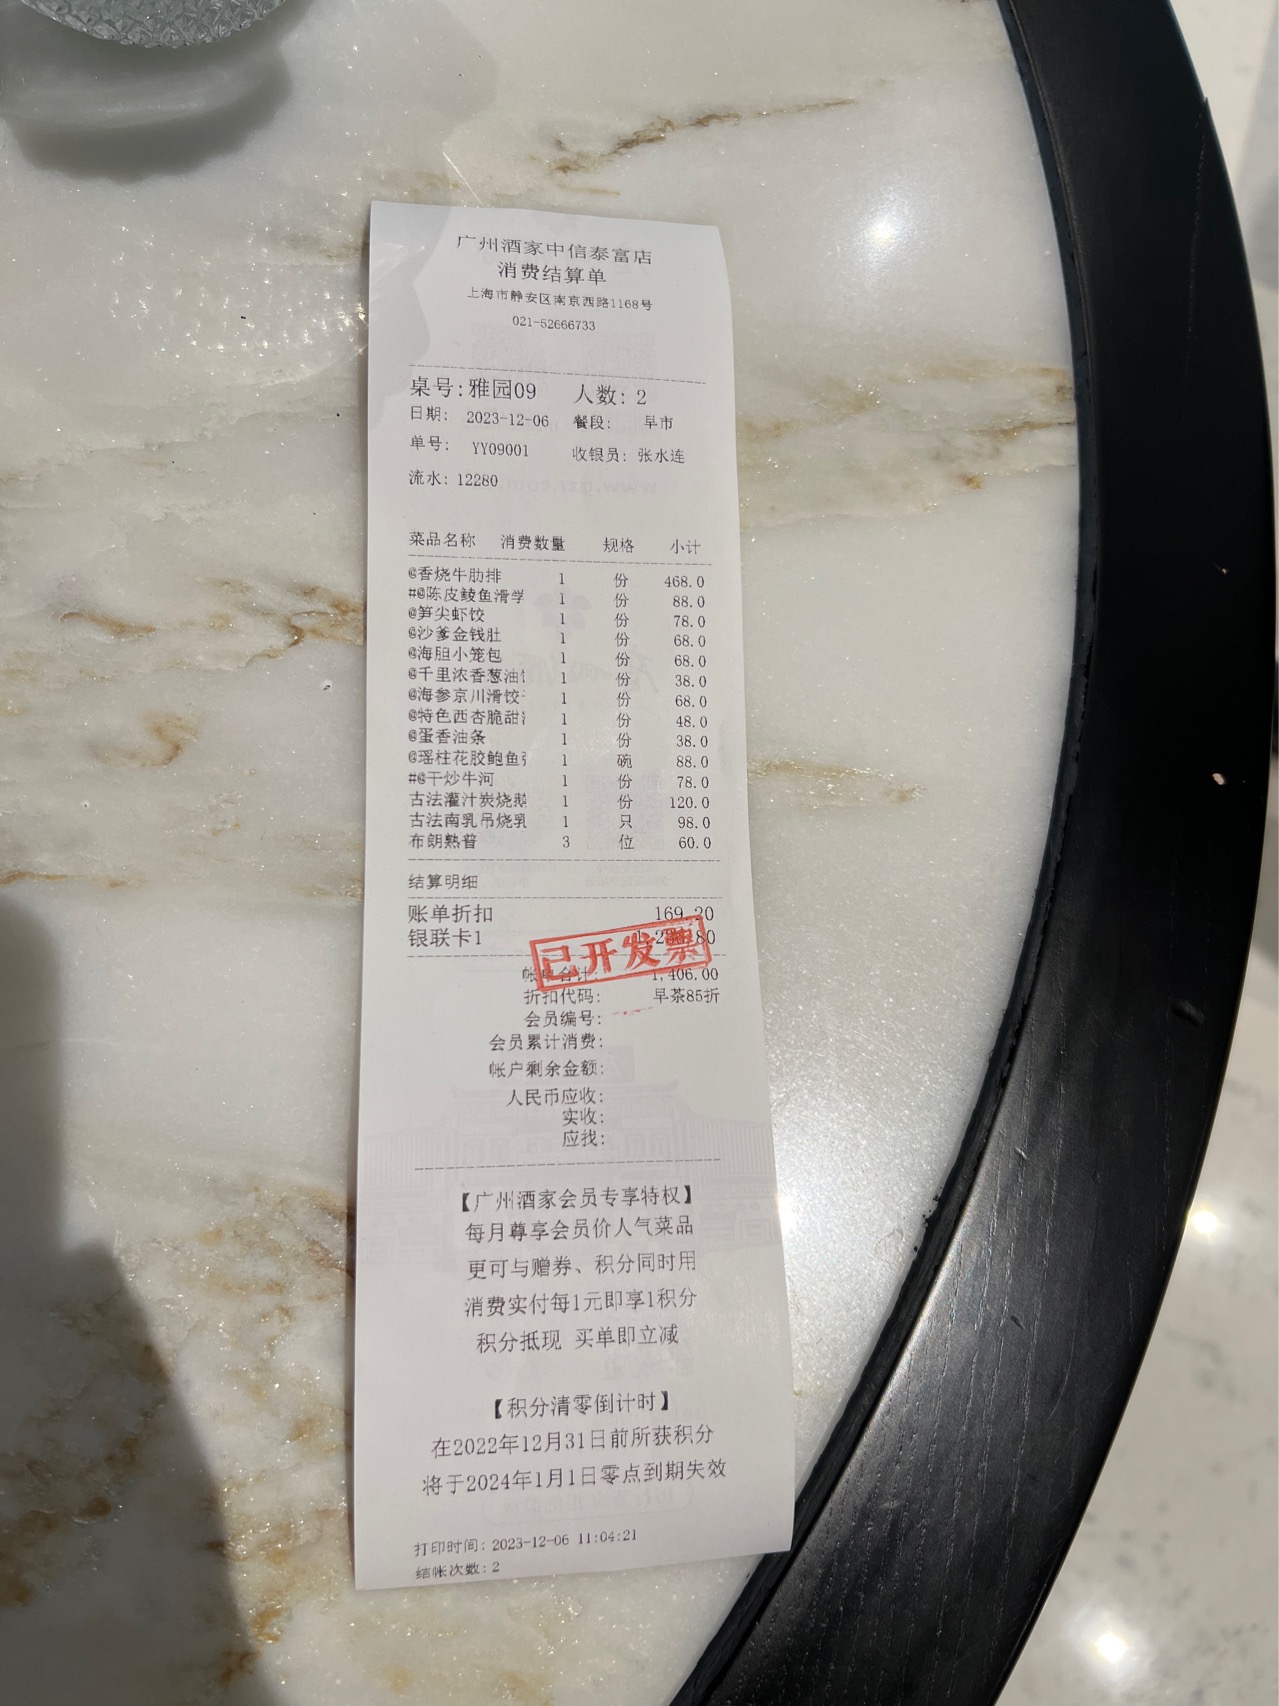 广州酒家中信泰富店
消费结算单
上海市静安区南京西路1168号
021-52666733
桌号:雅园09 人数: 2
日期: 2023-12-06 餐段: 早市
单号: YY09001 收银员: 张水连
流水: 12280
菜品名称 消费数量 规格 小计
@香烧牛肋排 1 份 468.0
#@陈皮鲮鱼滑学 1 份 88.0
@笋尖虾饺 1 份 78.0
@沙爹金钱肚 1 份 68.0
@海胆小笼包 1 份 68.0
@千里浓香葱油 1 份 38.0
@海参京川滑饺 1 份 68.0
@特色西杏脆甜 1 份 48.0
@蛋香油条 1 份 38.0
@瑶柱花胶鲍鱼 1 碗 88.0
#@干炒牛河 1 份 78.0
古法灌汁炭烧鹅 1 份 120.0
古法南乳吊烧乳 1 只 98.0
布朗熟普 3 位 60.0
结算明细
账单折扣 169.20
银联卡1
已开发票
帐单合计: 1,406.00
折扣代码: 早茶85折
会员编号:
会员累计消费:
帐户剩余金额:
人民币应收:
实收:
应找:
【广州酒家会员专享特权】
每月尊享会员价人气菜品
更可与赠券、积分同时用
消费实付每1元即享1积分
积分抵现 买单即立减
【积分清零倒计时】
在2022年12月31日前所获积分
将于2024年1月1日零点到期失效
打印时间: 2023-12-06 11:04:21
结帐次数: 2